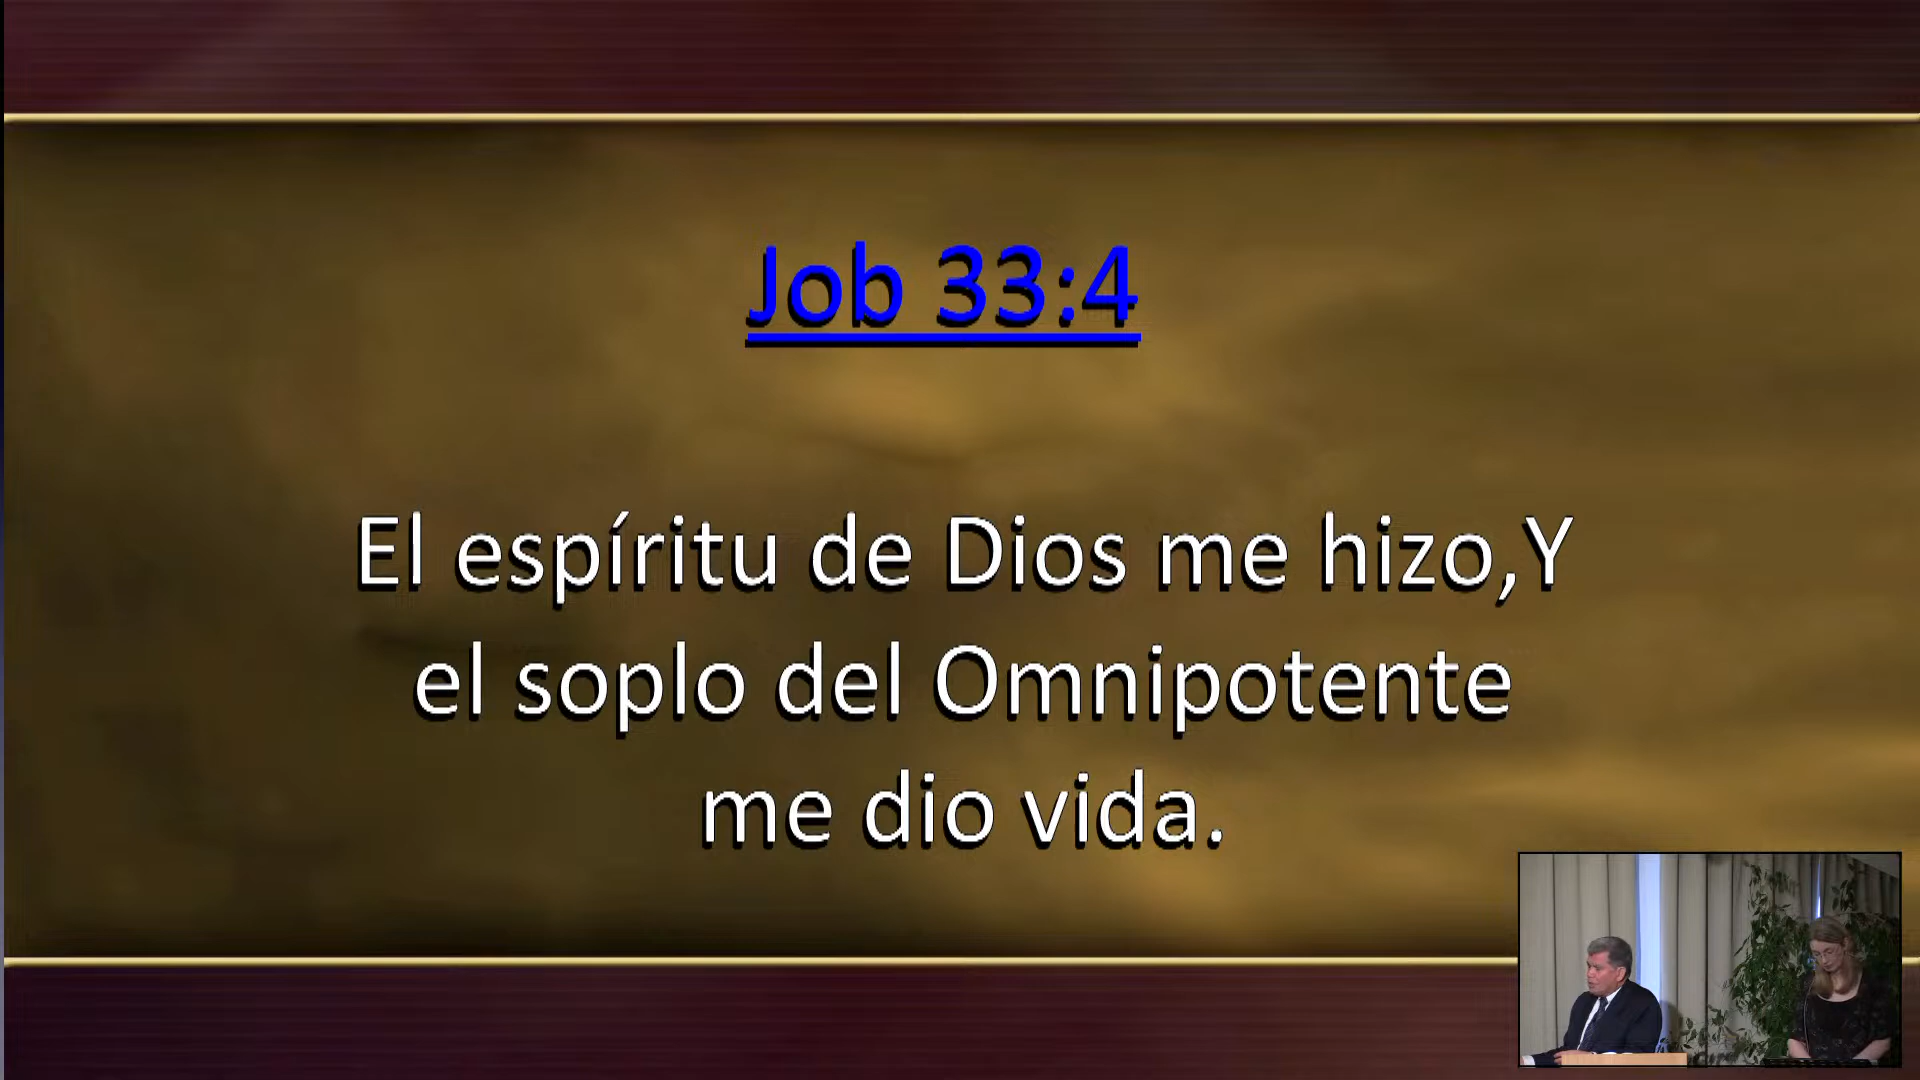 Job 33:4
El espíritu de Dios me hizo,Y
el soplo del Omnipotente
me dio vida.